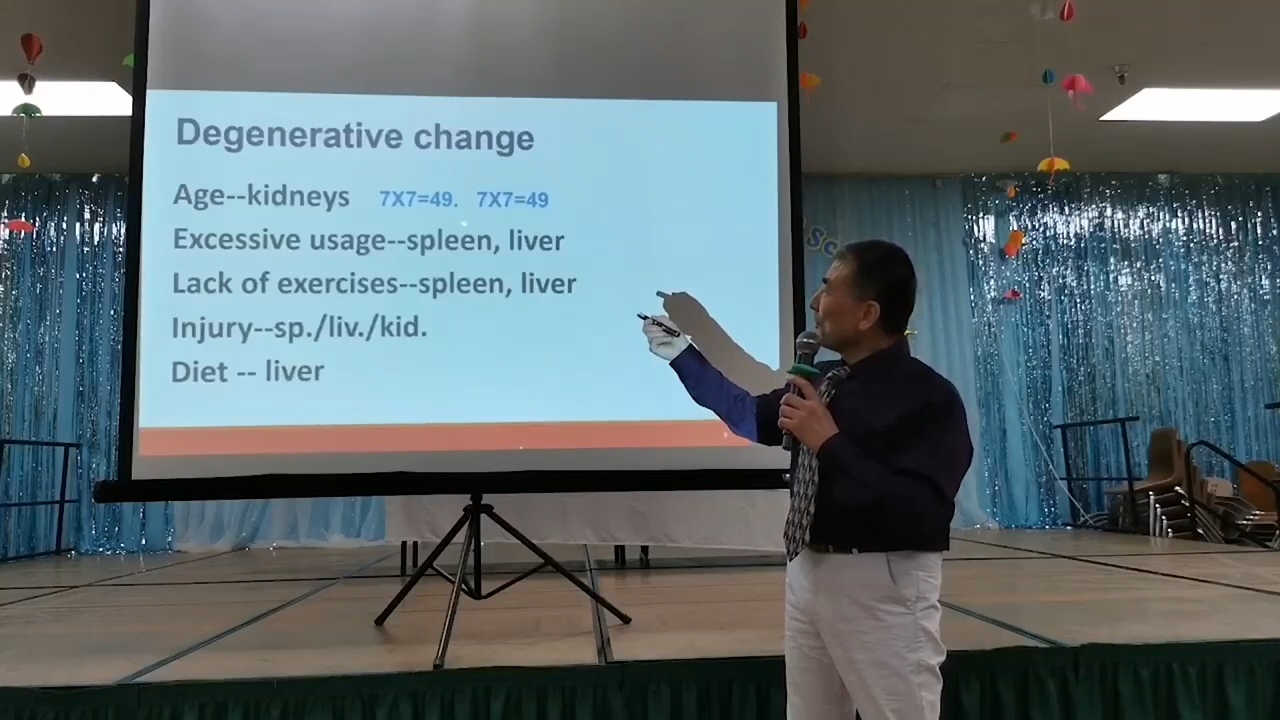 Degenerative change
Age--kidneys 7X7=49. 7X7=49
Excessive usage--spleen, liver
Lack of exercises--spleen, liver
Injury--sp./liv./kid.
Diet -- liver